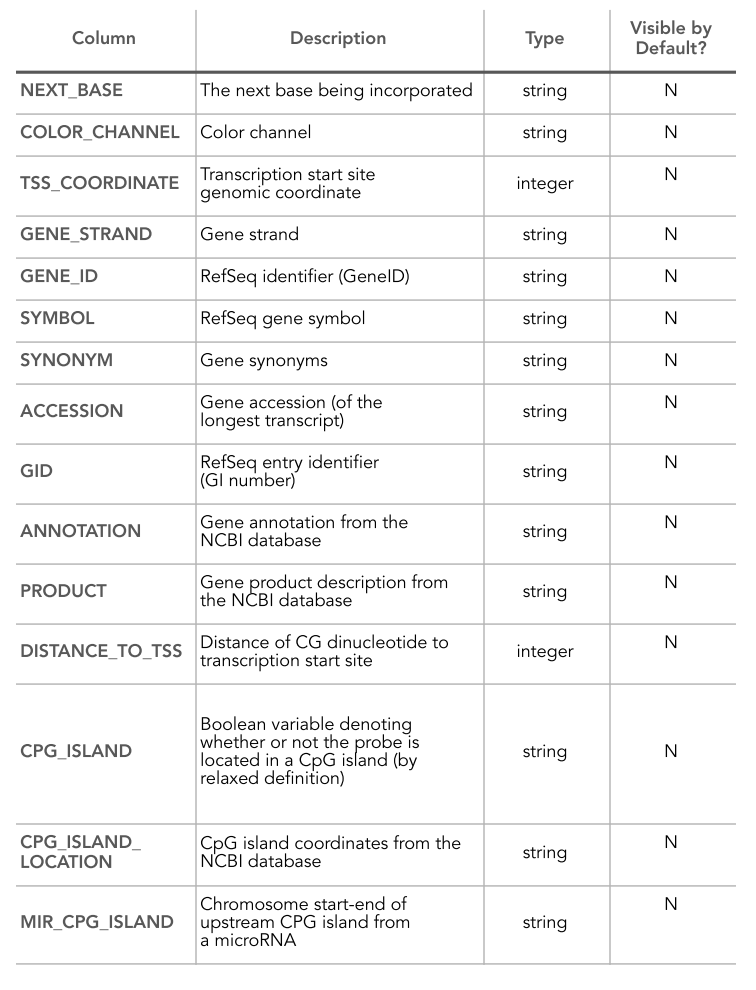 Column Description Type Visible by
Default?
NEXT_BASE The next base being incorporated string N
COLOR_CHANNEL Color channel string N
TSS_COORDINATE Transcription start site
genomic coordinate integer N
GENE_STRAND Gene strand string N
GENE_ID RefSeq identifier (GeneID) string N
SYMBOL RefSeq gene symbol string N
SYNONYM Gene synonyms string N
ACCESSION Gene accession (of the
longest transcript) string N
GID RefSeq entry identifier
(GI number) string N
ANNOTATION Gene annotation from the
NCBI database string N
PRODUCT Gene product description from
the NCBI database string N
DISTANCE_TO_TSS Distance of CG dinucleotide to
transcription start site integer N
CPG_ISLAND Boolean variable denoting
whether or not the probe is
located in a CpG island (by
relaxed definition) string N
CPG_ISLAND_
LOCATION CpG island coordinates from the
NCBI database string N
MIR_CPG_ISLAND Chromosome start-end of
upstream CPG island from
a microRNA string N